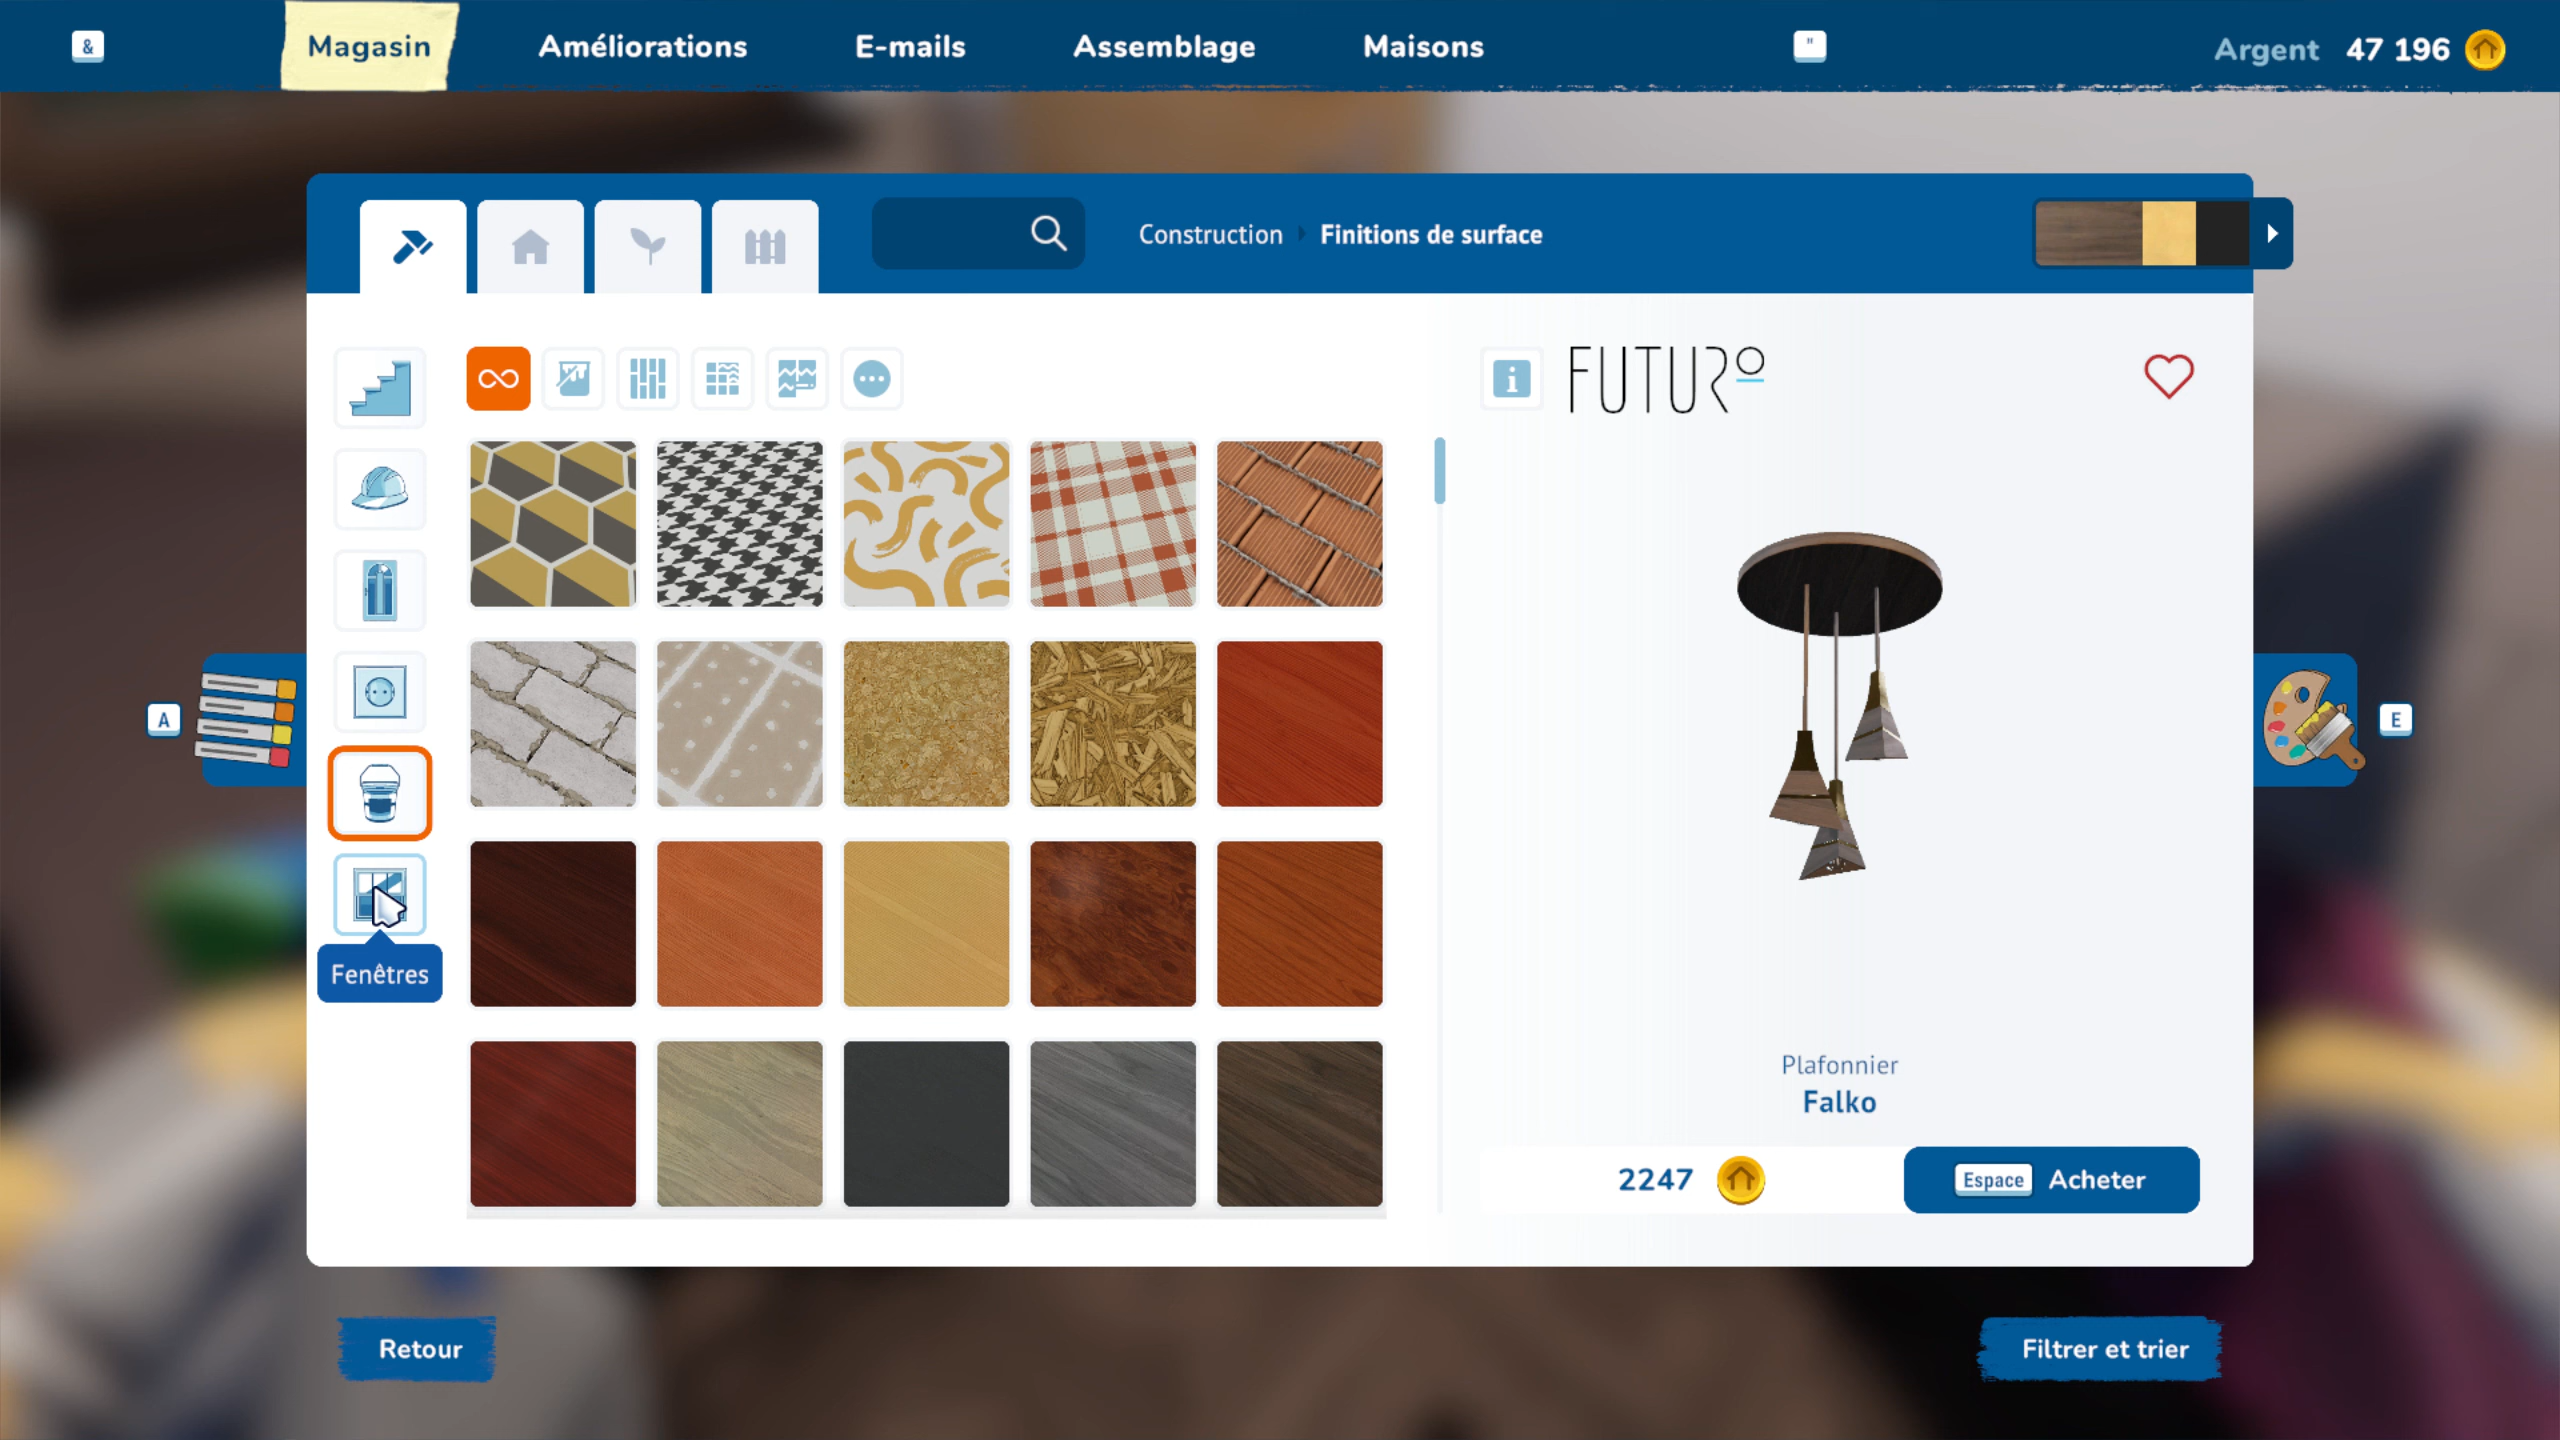 &
Magasin
Améliorations
E-mails
Assemblage
Maisons
"
Argent 47 196
Construction
Finitions de surface
i
FUTURO
A
E
Fenêtres
Plafonnier
Falko
2247
Espace
Acheter
Retour
Filtrer et trier